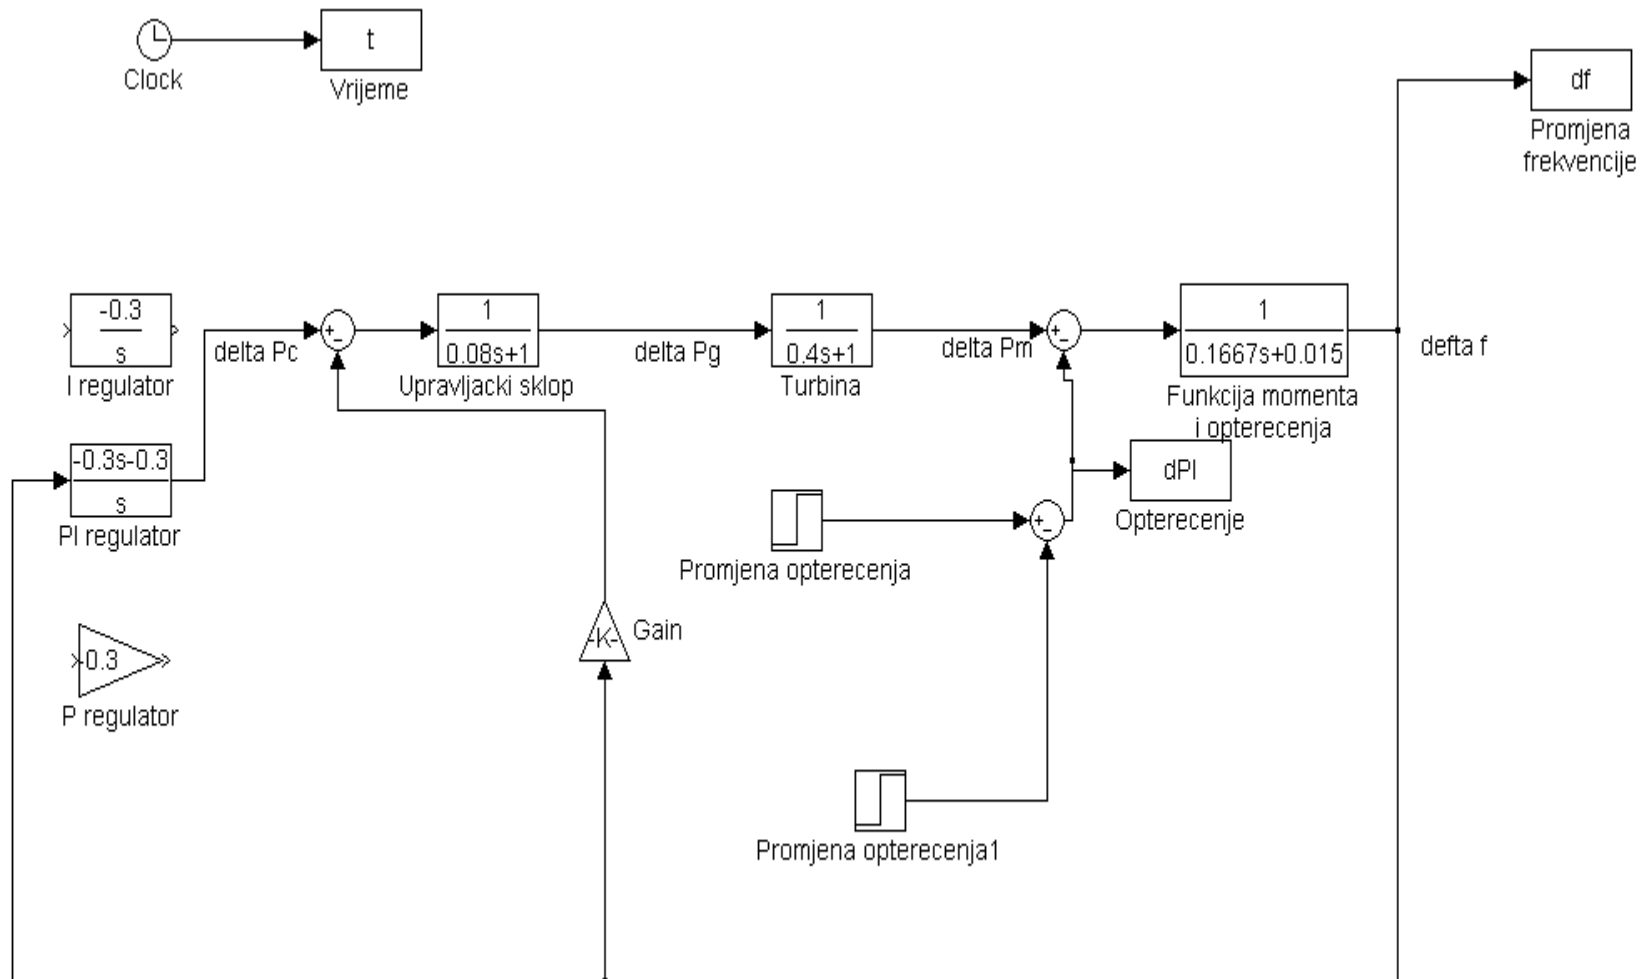 t
Clock
Vrijeme
df
Promjena
frekvencije
-0.3
s
I regulator
delta Pc
+
-
1
0.08s+1
Upravljacki sklop
delta Pg
1
0.4s+1
Turbina
delta Pm
+
-
1
0.1667s+0.015
Funkcija momenta
i opterecenja
delta f
-0.3s-0.3
s
PI regulator
dPl
Opterecenje
+
-
Promjena opterecenja
-K-
Gain
-0.3
P regulator
Promjena opterecenja1